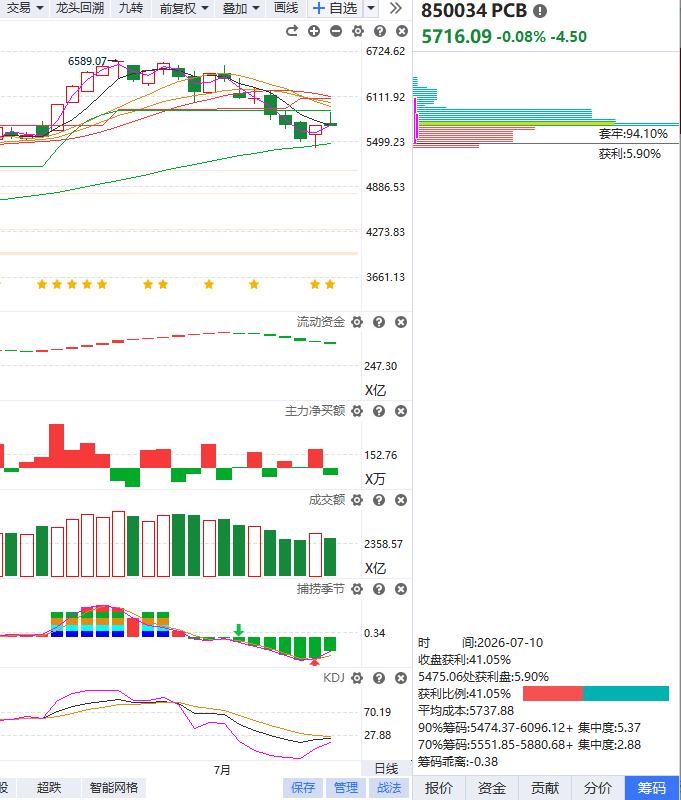 交易 龙头回溯 九转 前复权 叠加 画线 自选
850034 PCB
5716.09 -0.08% -4.50
6589.07
6724.62
6111.92
5499.23
4886.53
4273.83
3661.13
套牢:94.10%
获利:5.90%
流动资金
247.30
X亿
主力净买额
152.76
X万
成交额
2358.57
X亿
捕捞季节
0.34
KDJ
70.19
27.88
7月
日线
时 间:2026-07-10
收盘获利:41.05%
5475.06处获利盘:5.90%
获利比例:41.05%
平均成本:5737.88
90%筹码:5474.37-6096.12+ 集中度:5.37
70%筹码:5551.85-5880.68+ 集中度:2.88
筹码乖离:-0.38
超跌 智能网格 保存 管理 战法
报价 资金 贡献 分价 筹码